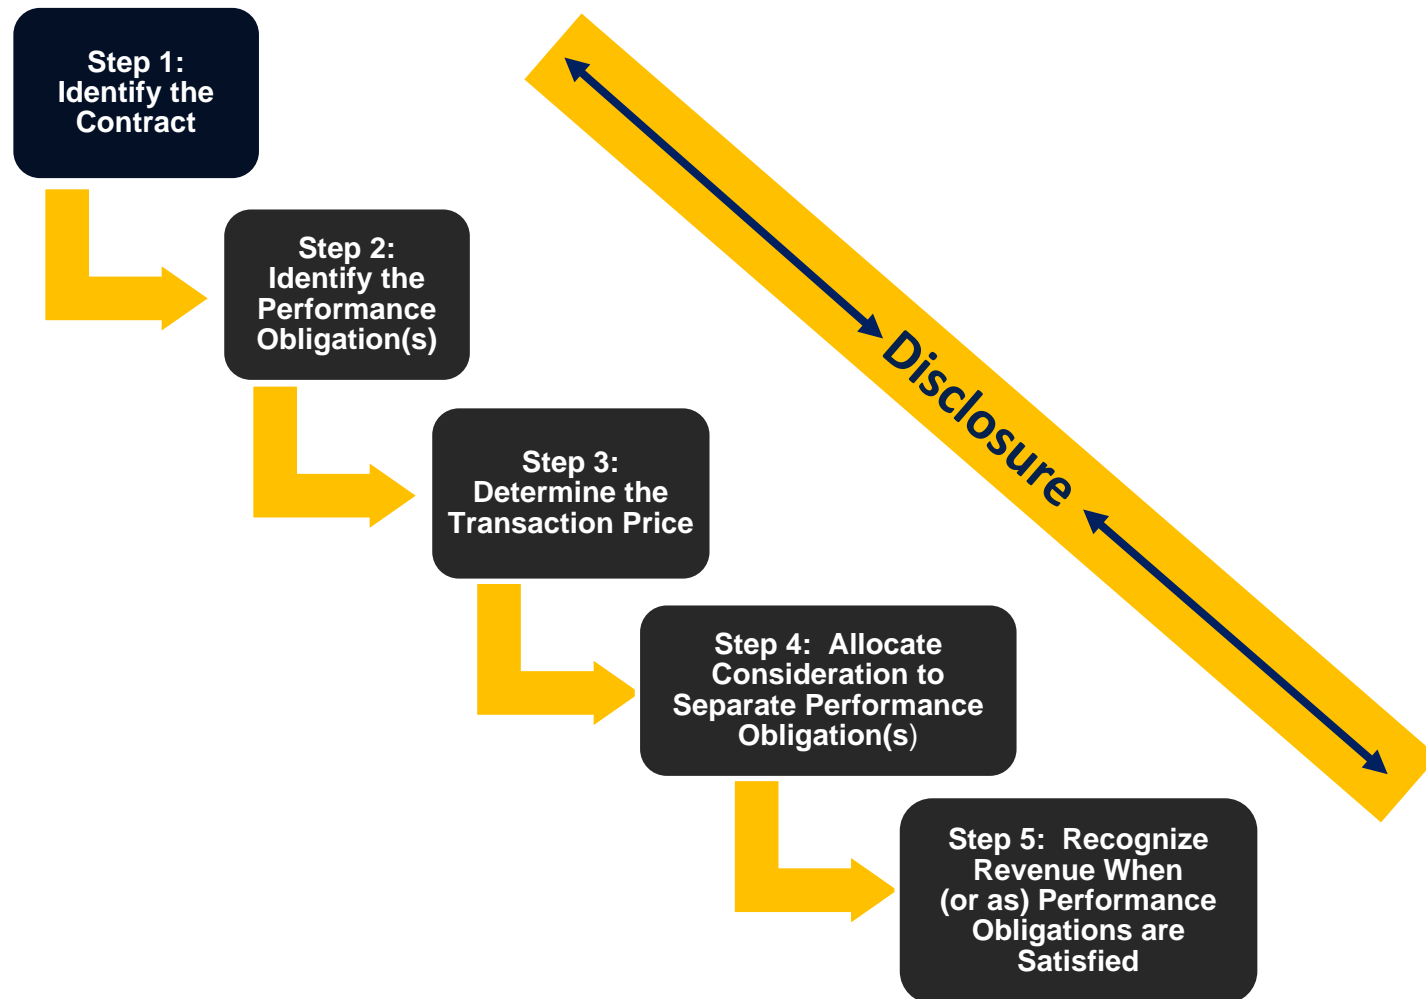 Step 1:
Identify the
Contract
Step 2:
Identify the
Performance
Obligation(s)
Step 3:
Determine the
Transaction Price
Step 4:  Allocate
Consideration to
Separate Performance
Obligation(s)
Step 5:  Recognize
Revenue When
(or as) Performance
Obligations are
Satisfied
Disclosure